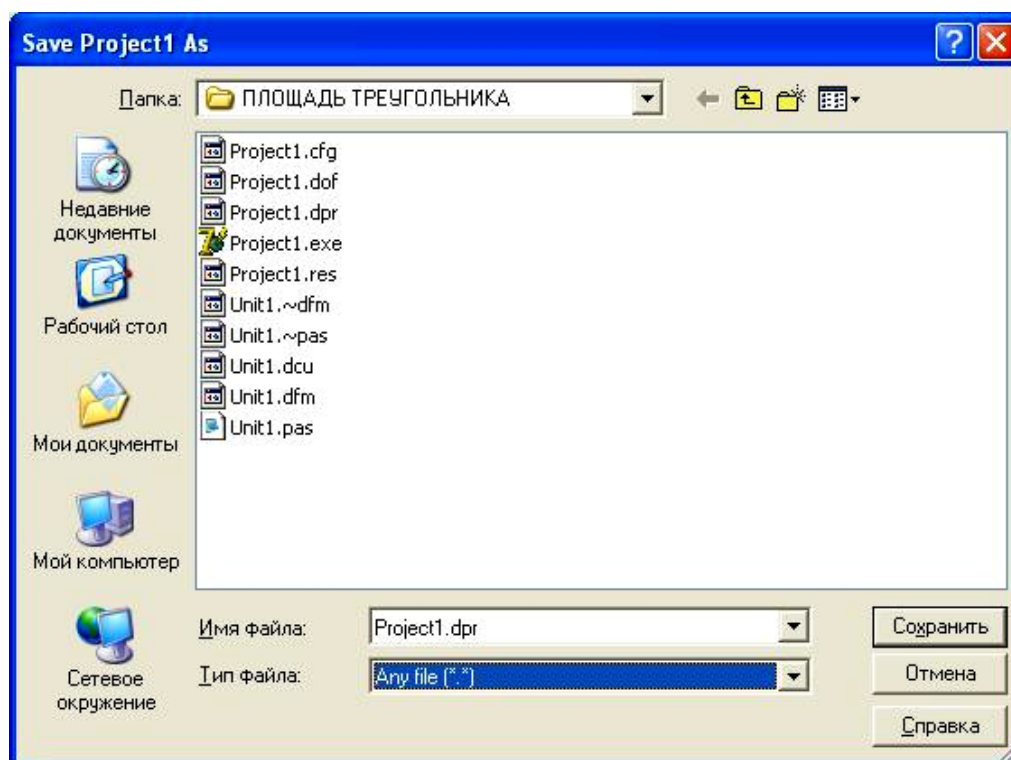 Save Project1 As
Папка: ПЛОЩАДЬ ТРЕУГОЛЬНИКА
Недавние
документы
Рабочий стол
Мои документы
Мой компьютер
Сетевое
окружение
Project1.cfg
Project1.dof
Project1.dpr
Project1.exe
Project1.res
Unit1.~dfm
Unit1.~pas
Unit1.dcu
Unit1.dfm
Unit1.pas
Имя файла: Project1.dpr Сохранить
Тип файла: Any file (*.*) Отмена
Справка